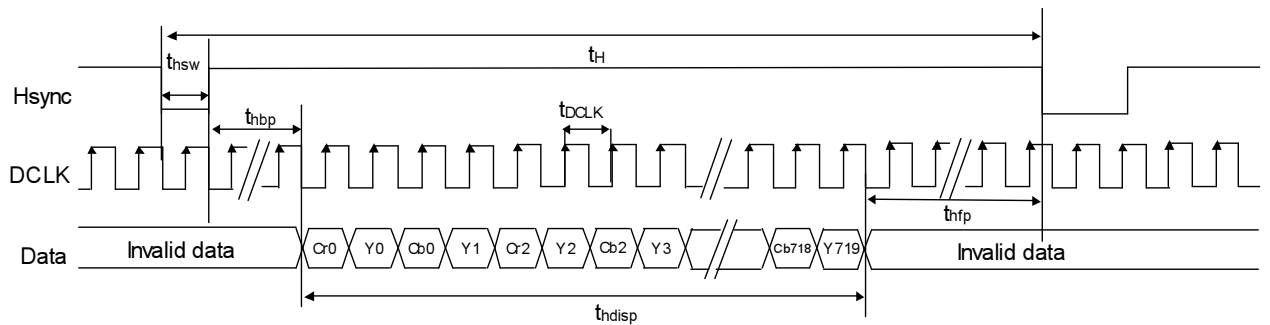 tH
thsw
Hsync
thbp
tDCLK
DCLK
thfp
Data
Invalid data
Cr0
Y0
Cb0
Y1
Cr2
Y2
Cb2
Y3
Cb718
Y719
Invalid data
thdisp